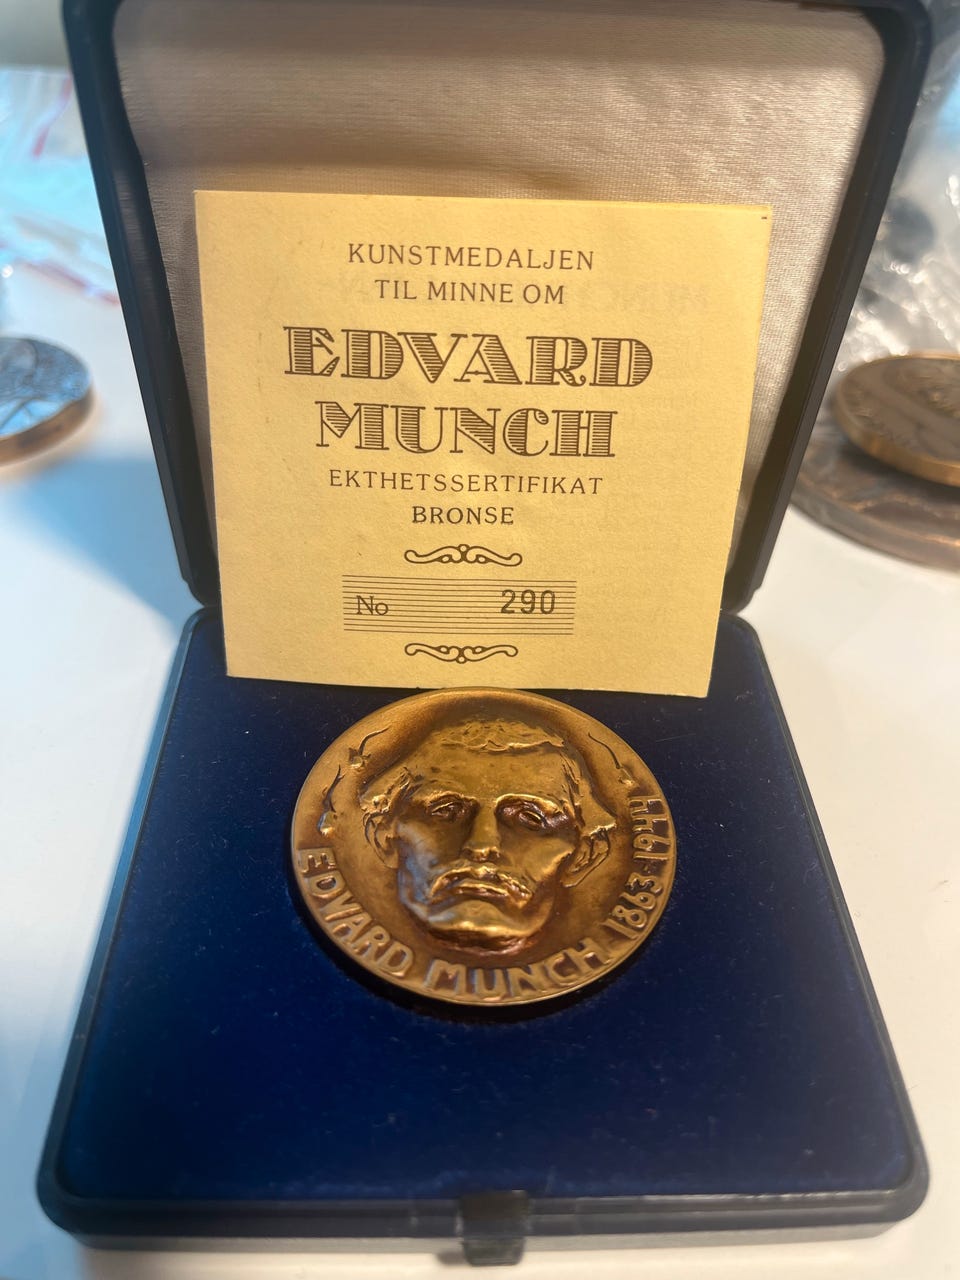 KUNSTMEDALJEN
TIL MINNE OM
EDVARD
MUNCH
EKTHETSSERTIFIKAT
BRONSE
No 290
EDVARD MUNCH 1863·1944